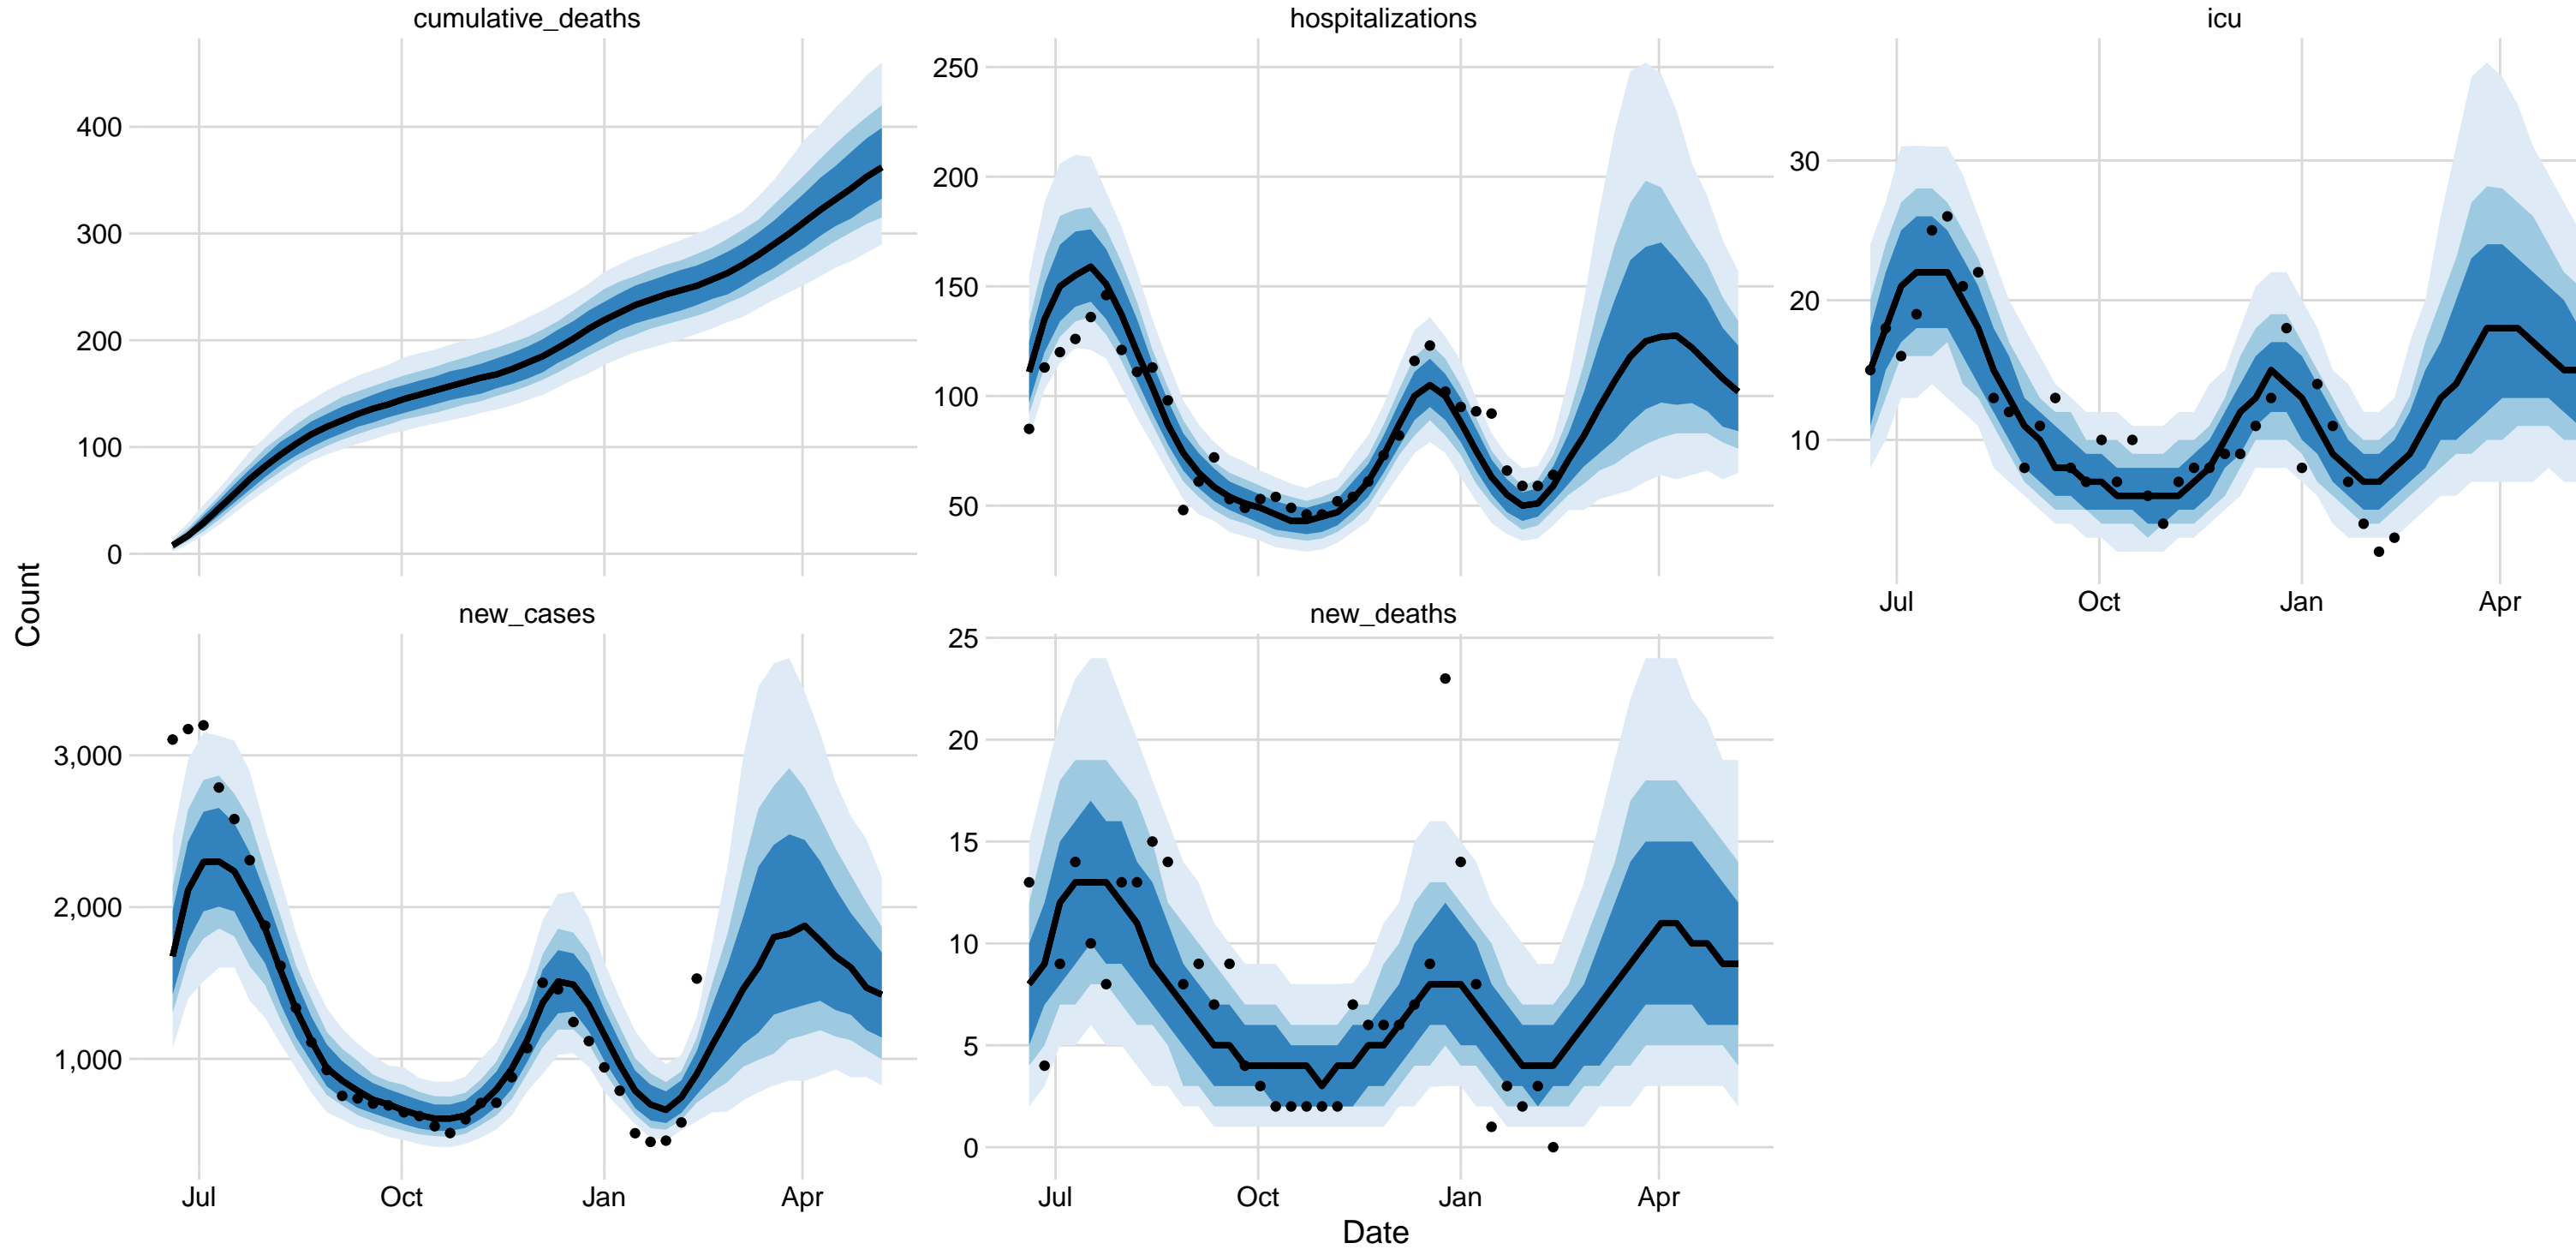 cumulative_deaths
hospitalizations
icu
400
300
200
100
0
250
200
150
100
50
30
20
10
Jul Oct Jan Apr
Count
new_cases
new_deaths
3,000
2,000
1,000
25
20
15
10
5
0
Jul Oct Jan Apr
Jul Oct Jan Apr
Date